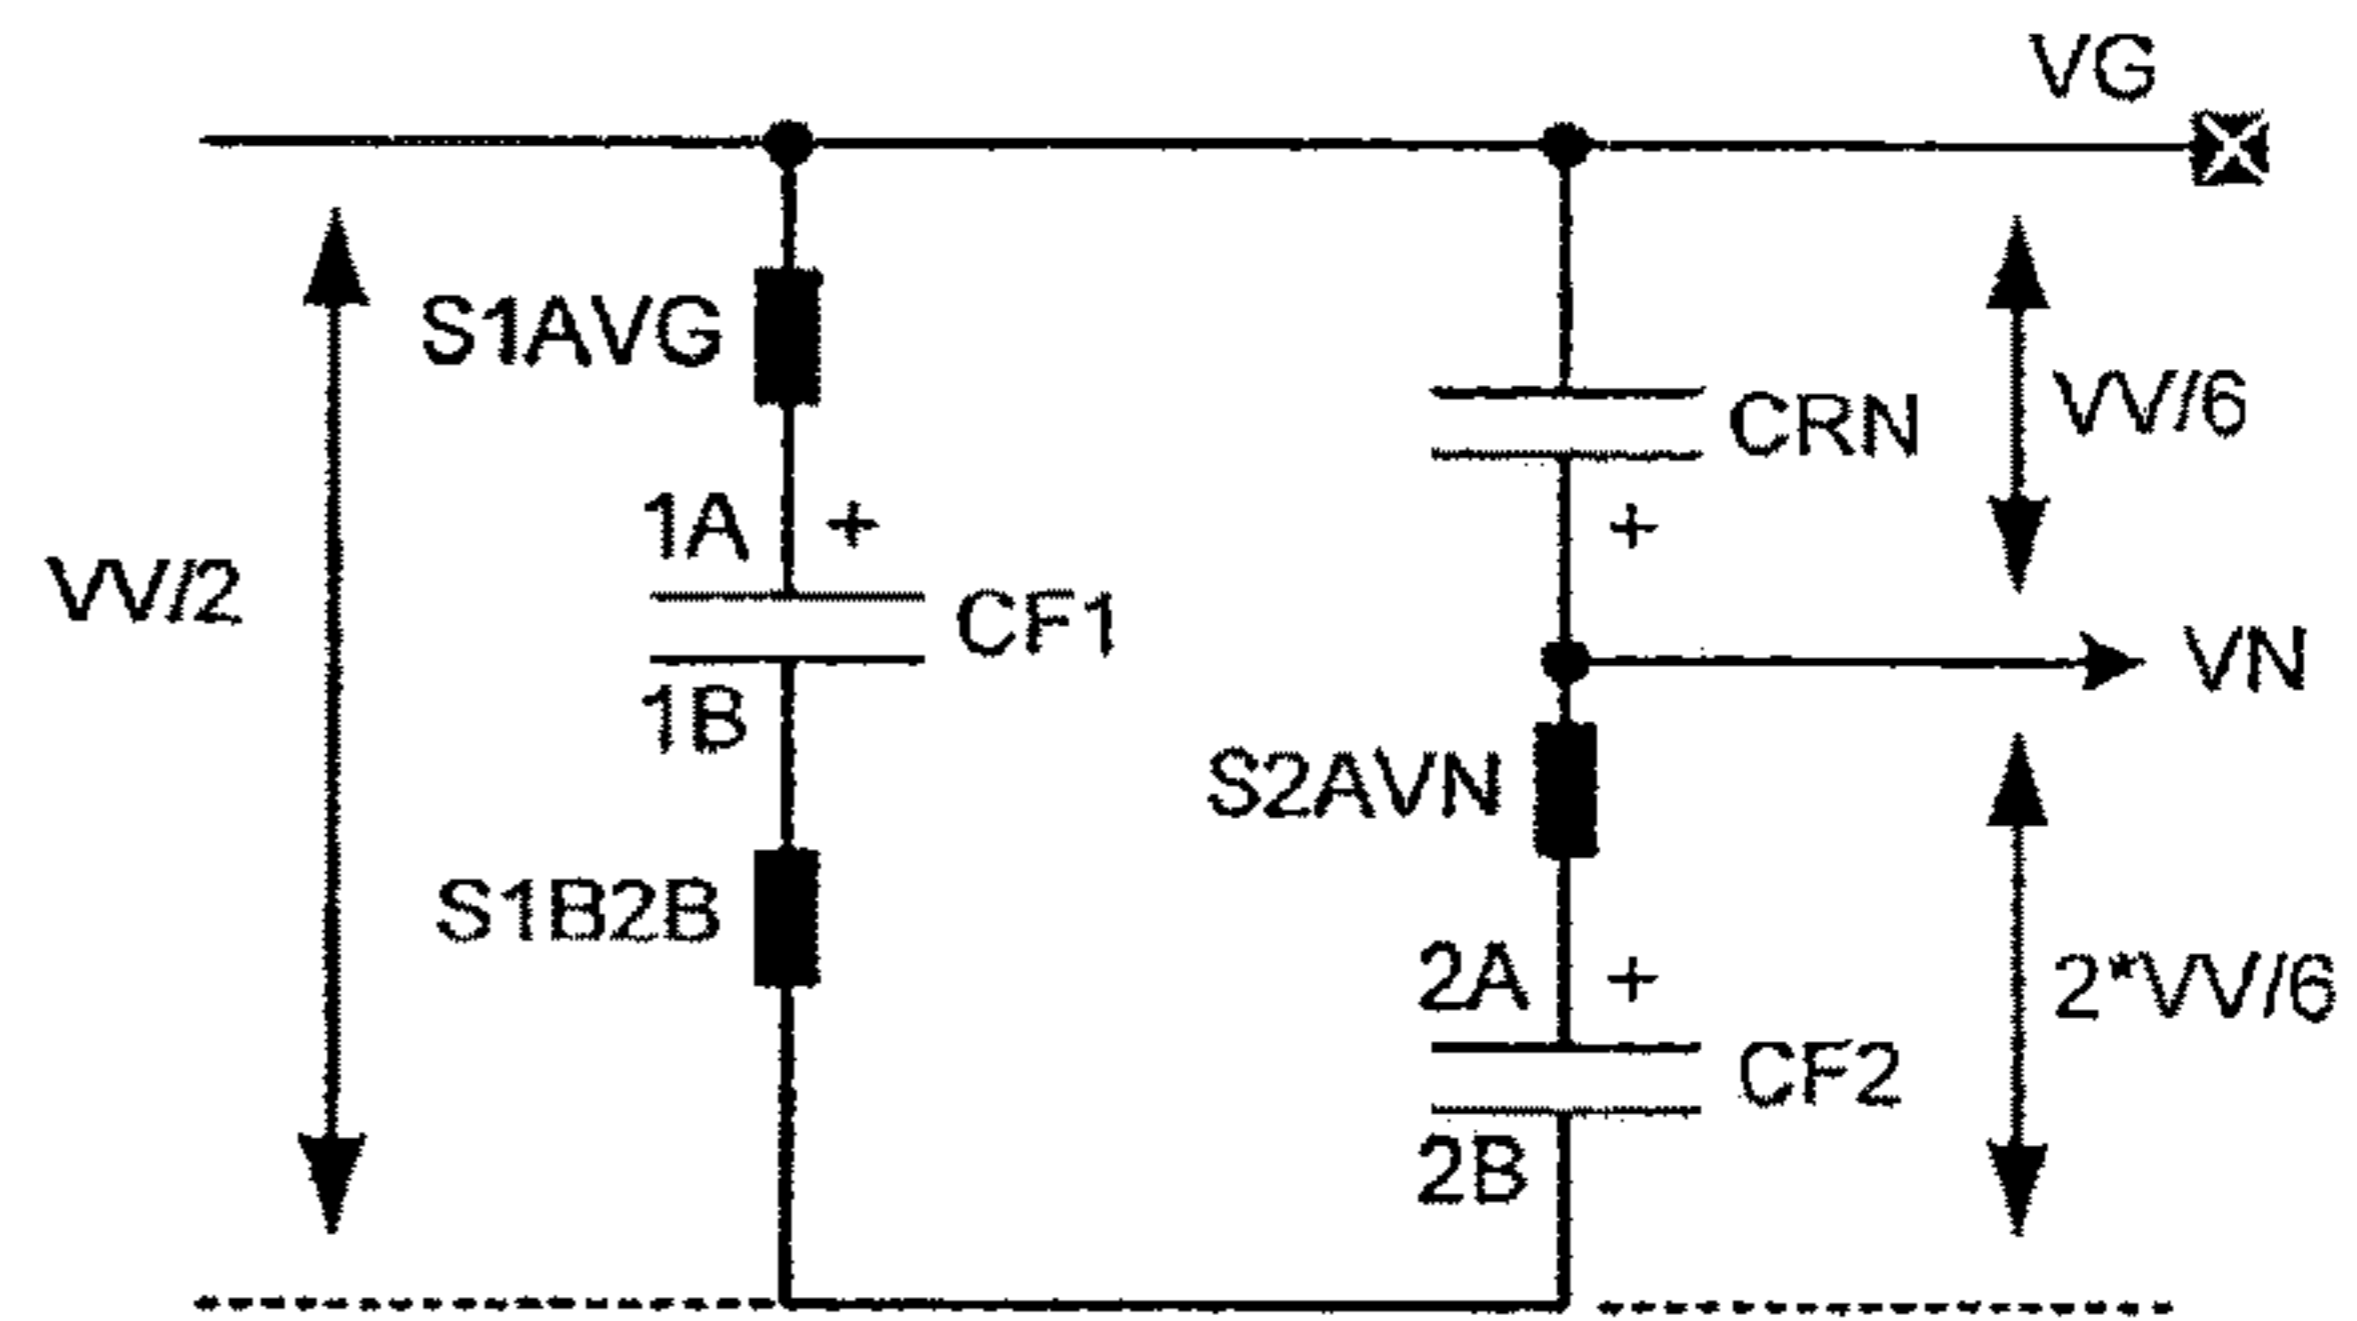 VG
S1AVG
VV/6
CRN
1A +
+
VV/2
CF1
VN
1B
S2AVN
S1B2B
2A +
2*VV/6
CF2
2B